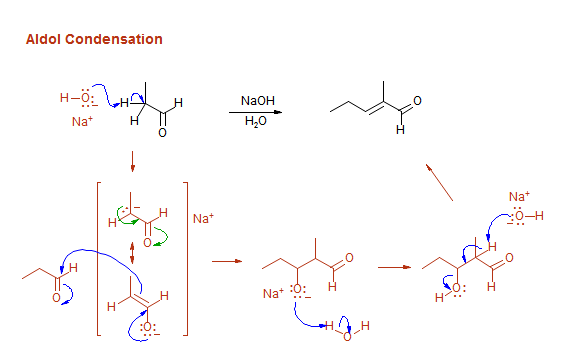 Aldol Condensation
H–Ö:–
Na⁺
H
H
H
O
NaOH
H₂O
O
H
H
H
O
–
Na⁺
H
O
H
H
:O:
–
O
H
Na⁺ :O:
–
H
H
O
Na⁺
:O–H
–
H
O
H
H
O: